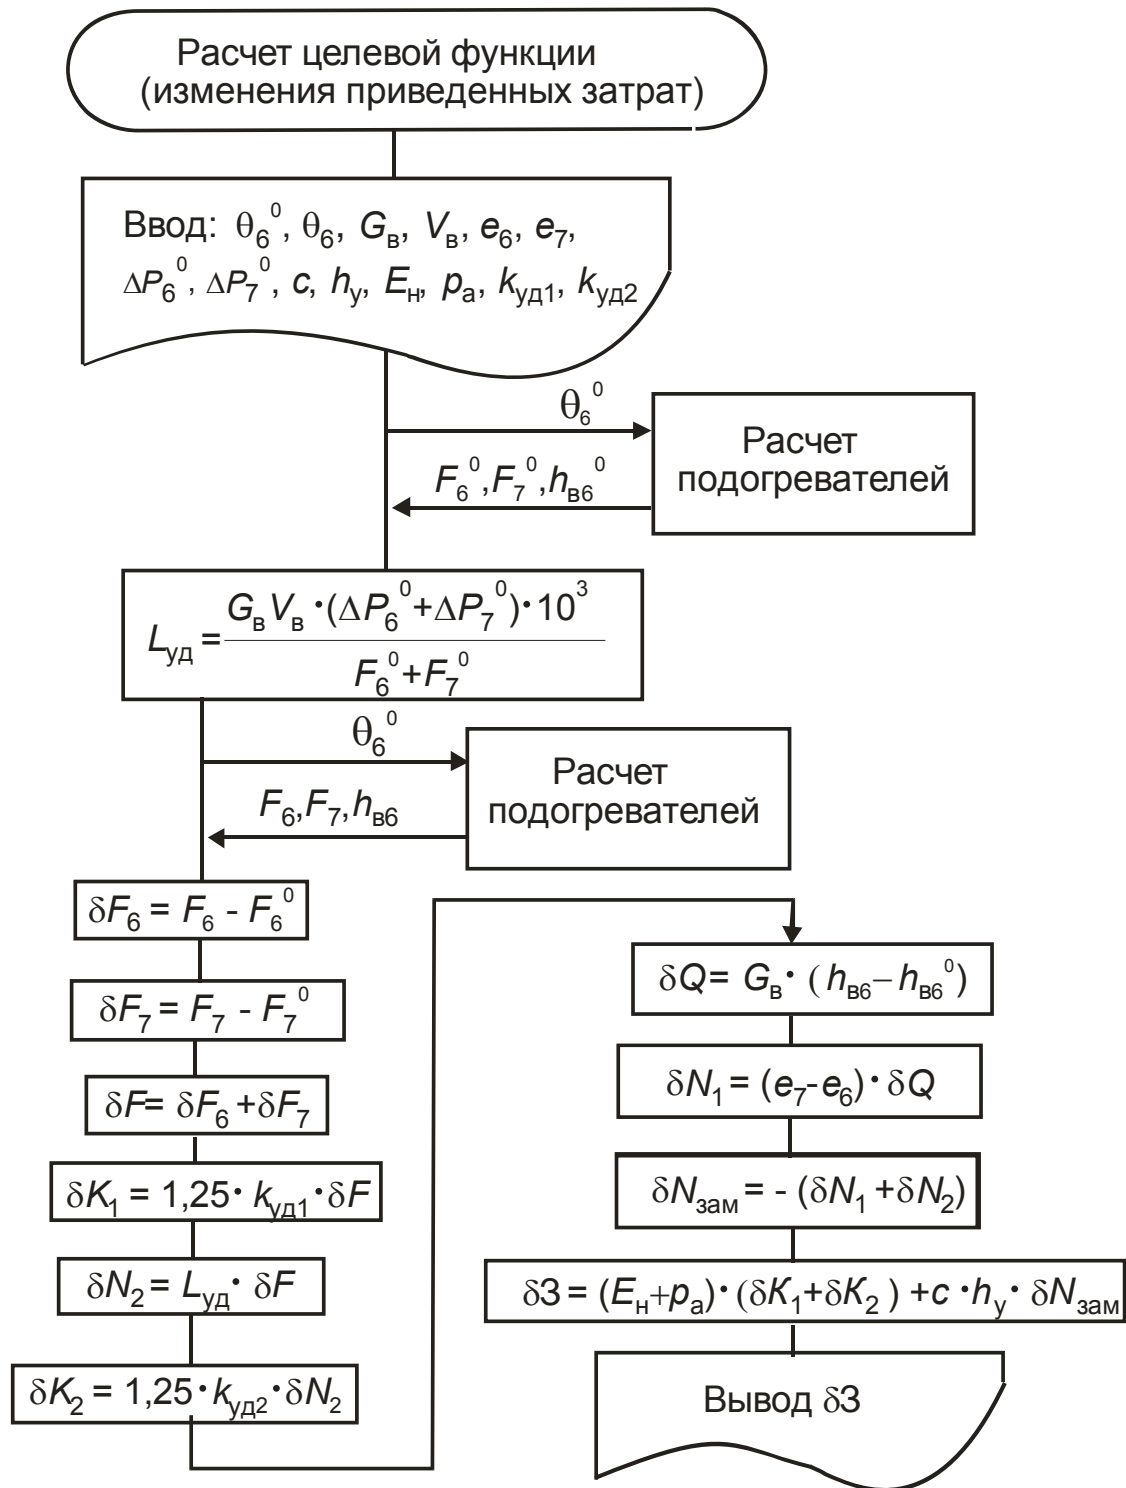 Расчет целевой функции
(изменения приведенных затрат)
Ввод: θ₆⁰, θ₆, Gв, Vв, e₆, e₇,
ΔP₆⁰, ΔP₇⁰, c, hу, Eн, pа, kуд1, kуд2
θ₆⁰
Расчет
подогревателей
F₆⁰,F₇⁰,hв6⁰
Lуд = GвVв·(ΔP₆⁰+ΔP₇⁰)·10³
F₆⁰+F₇⁰
θ₆⁰
Расчет
подогревателей
F₆,F₇,hв6
δF₆ = F₆ - F₆⁰
δF₇ = F₇ - F₇⁰
δF= δF₆+δF₇
δK₁ = 1,25· kуд1·δF
δN₂ = Lуд· δF
δK₂ = 1,25·kуд2·δN₂
δQ= Gв· (hв6–hв6⁰)
δN₁ = (e₇-e₆)· δQ
δNзам = - (δN₁+δN₂)
δЗ = (Eн+pа)·(δK₁+δK₂) +c·hу· δNзам
Вывод δЗ